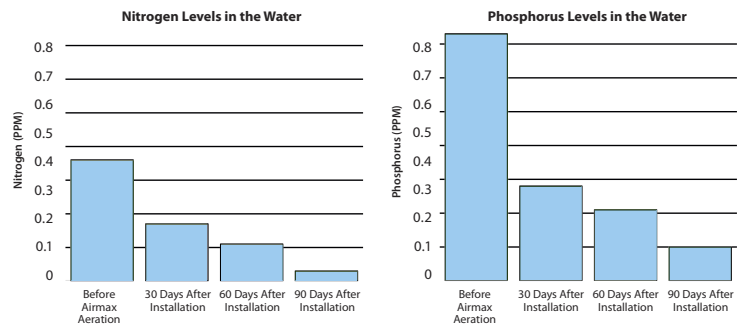 Nitrogen Levels in the Water
Nitrogen (PPM)
0.8
0.7
0.6
0.5
0.4
0.3
0.2
0.1
0
Before
Airmax
Aeration
30 Days After
Installation
60 Days After
Installation
90 Days After
Installation
Phosphorus Levels in the Water
Phosphorus (PPM)
0.8
0.7
0.6
0.5
0.4
0.3
0.2
0.1
0
Before
Airmax
Aeration
30 Days After
Installation
60 Days After
Installation
90 Days After
Installation